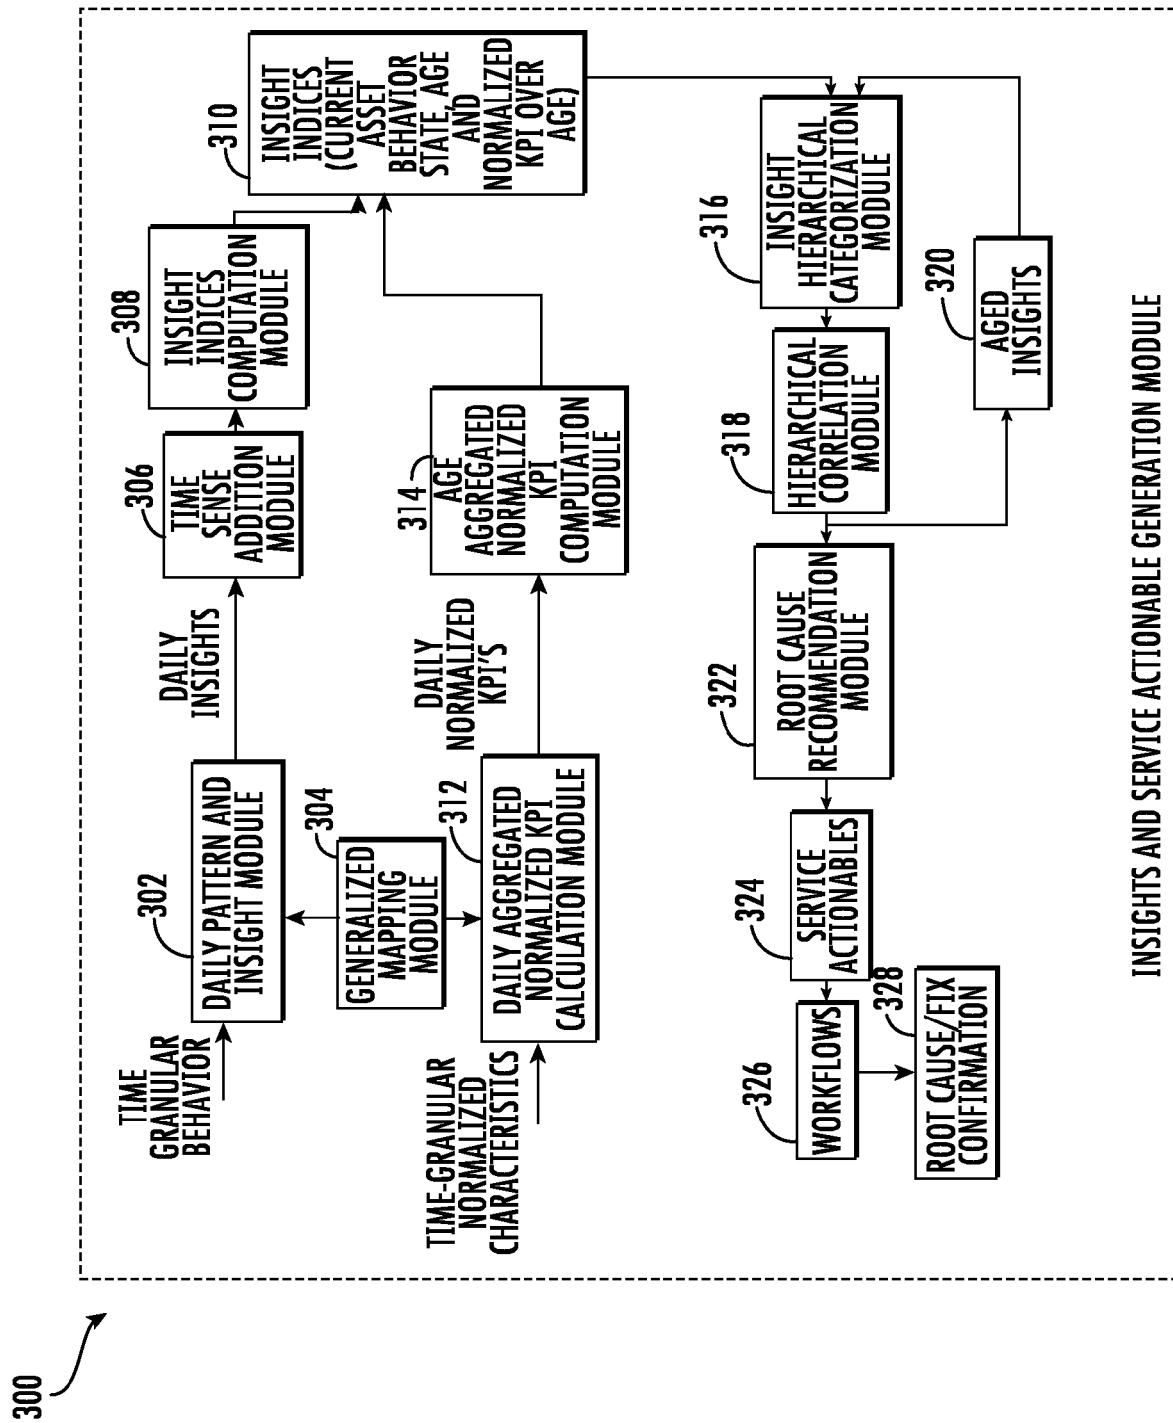 300
TIME
GRANULAR
BEHAVIOR
302
DAILY PATTERN AND
INSIGHT MODULE
DAILY
INSIGHTS
306
TIME
SENSE
ADDITION
MODULE
308
INSIGHT
INDICES
COMPUTATION
MODULE
310
INSIGHT
INDICES
(CURRENT
ASSET
BEHAVIOR
STATE, AGE
AND
NORMALIZED
KPI OVER
AGE)
304
GENERALIZED
MAPPING
MODULE
TIME-GRANULAR
NORMALIZED
CHARACTERISTICS
312
DAILY AGGREGATED
NORMALIZED KPI
CALCULATION MODULE
DAILY
NORMALIZED
KPI'S
314
AGE
AGGREGATED
NORMALIZED
KPI
COMPUTATION
MODULE
316
INSIGHT
HIERARCHICAL
CATEGORIZATION
MODULE
318
HIERARCHICAL
CORRELATION
MODULE
320
AGED
INSIGHTS
322
ROOT CAUSE
RECOMMENDATION
MODULE
324
SERVICE
ACTIONABLES
326
WORKFLOWS
328
ROOT CAUSE/FIX
CONFIRMATION
INSIGHTS AND SERVICE ACTIONABLE GENERATION MODULE